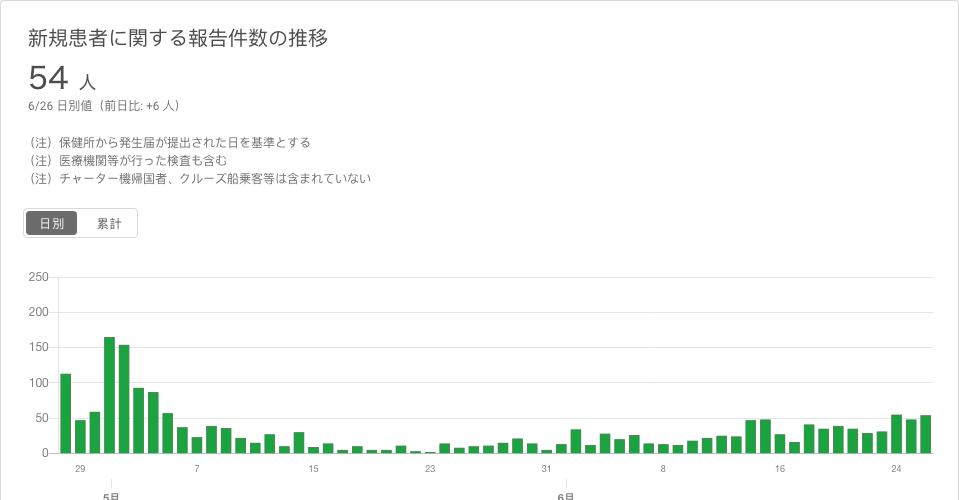 新規患者に関する報告件数の推移
54 人
6/26 日別値（前日比: +6 人）
（注）保健所から発生届が提出された日を基準とする
（注）医療機関等が行った検査も含む
（注）チャーター機帰国者、クルーズ船乗客等は含まれていない
日別 累計
250
200
150
100
50
0
29 7 15 23 31 8 16 24
5月 6月